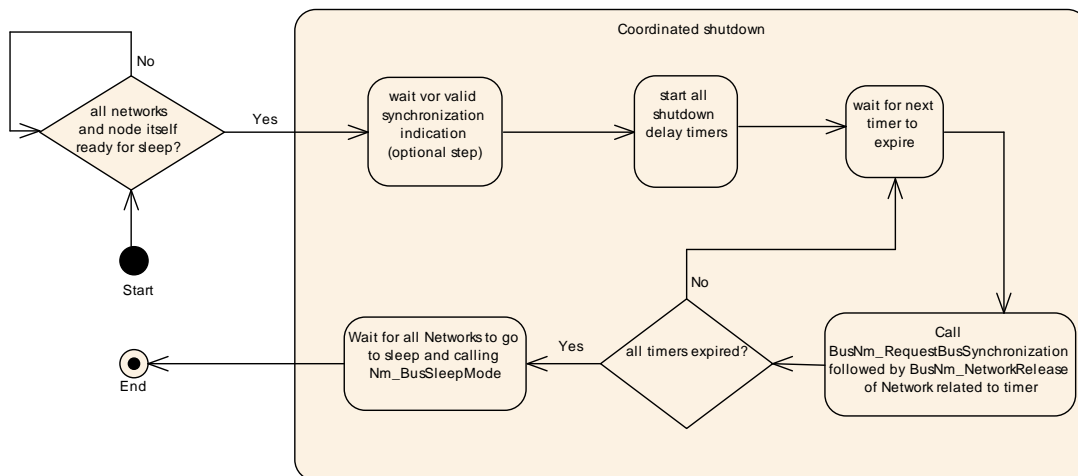 Coordinated shutdown
No
all networks
and node itself
ready for sleep?
Yes
wait vor valid
synchronization
indication
(optional step)
start all
shutdown
delay timers
wait for next
timer to
expire
Start
No
Wait for all Networks to go
to sleep and calling
Nm_BusSleepMode
Yes
all timers expired?
Call
BusNm_RequestBusSynchronization
followed by BusNm_NetworkRelease
of Network related to timer
End